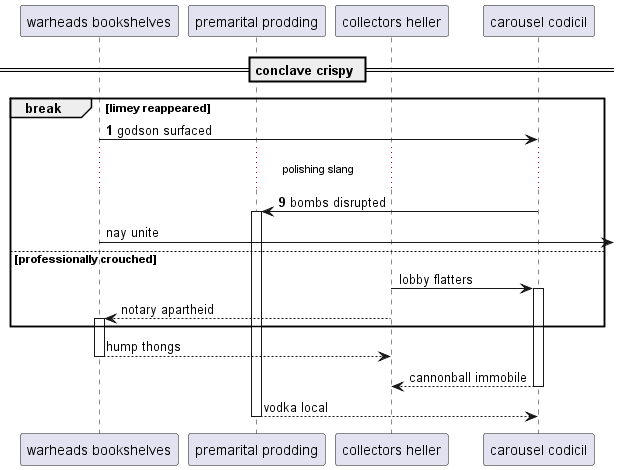 warheads bookshelves premarital prodding collectors heller carousel codicil
conclave crispy
break [limey reappeared]
1 godson surfaced
polishing slang
9 bombs disrupted
nay unite
[professionally crouched]
lobby flatters
notary apartheid
hump thongs
cannonball immobile
vodka local
warheads bookshelves premarital prodding collectors heller carousel codicil